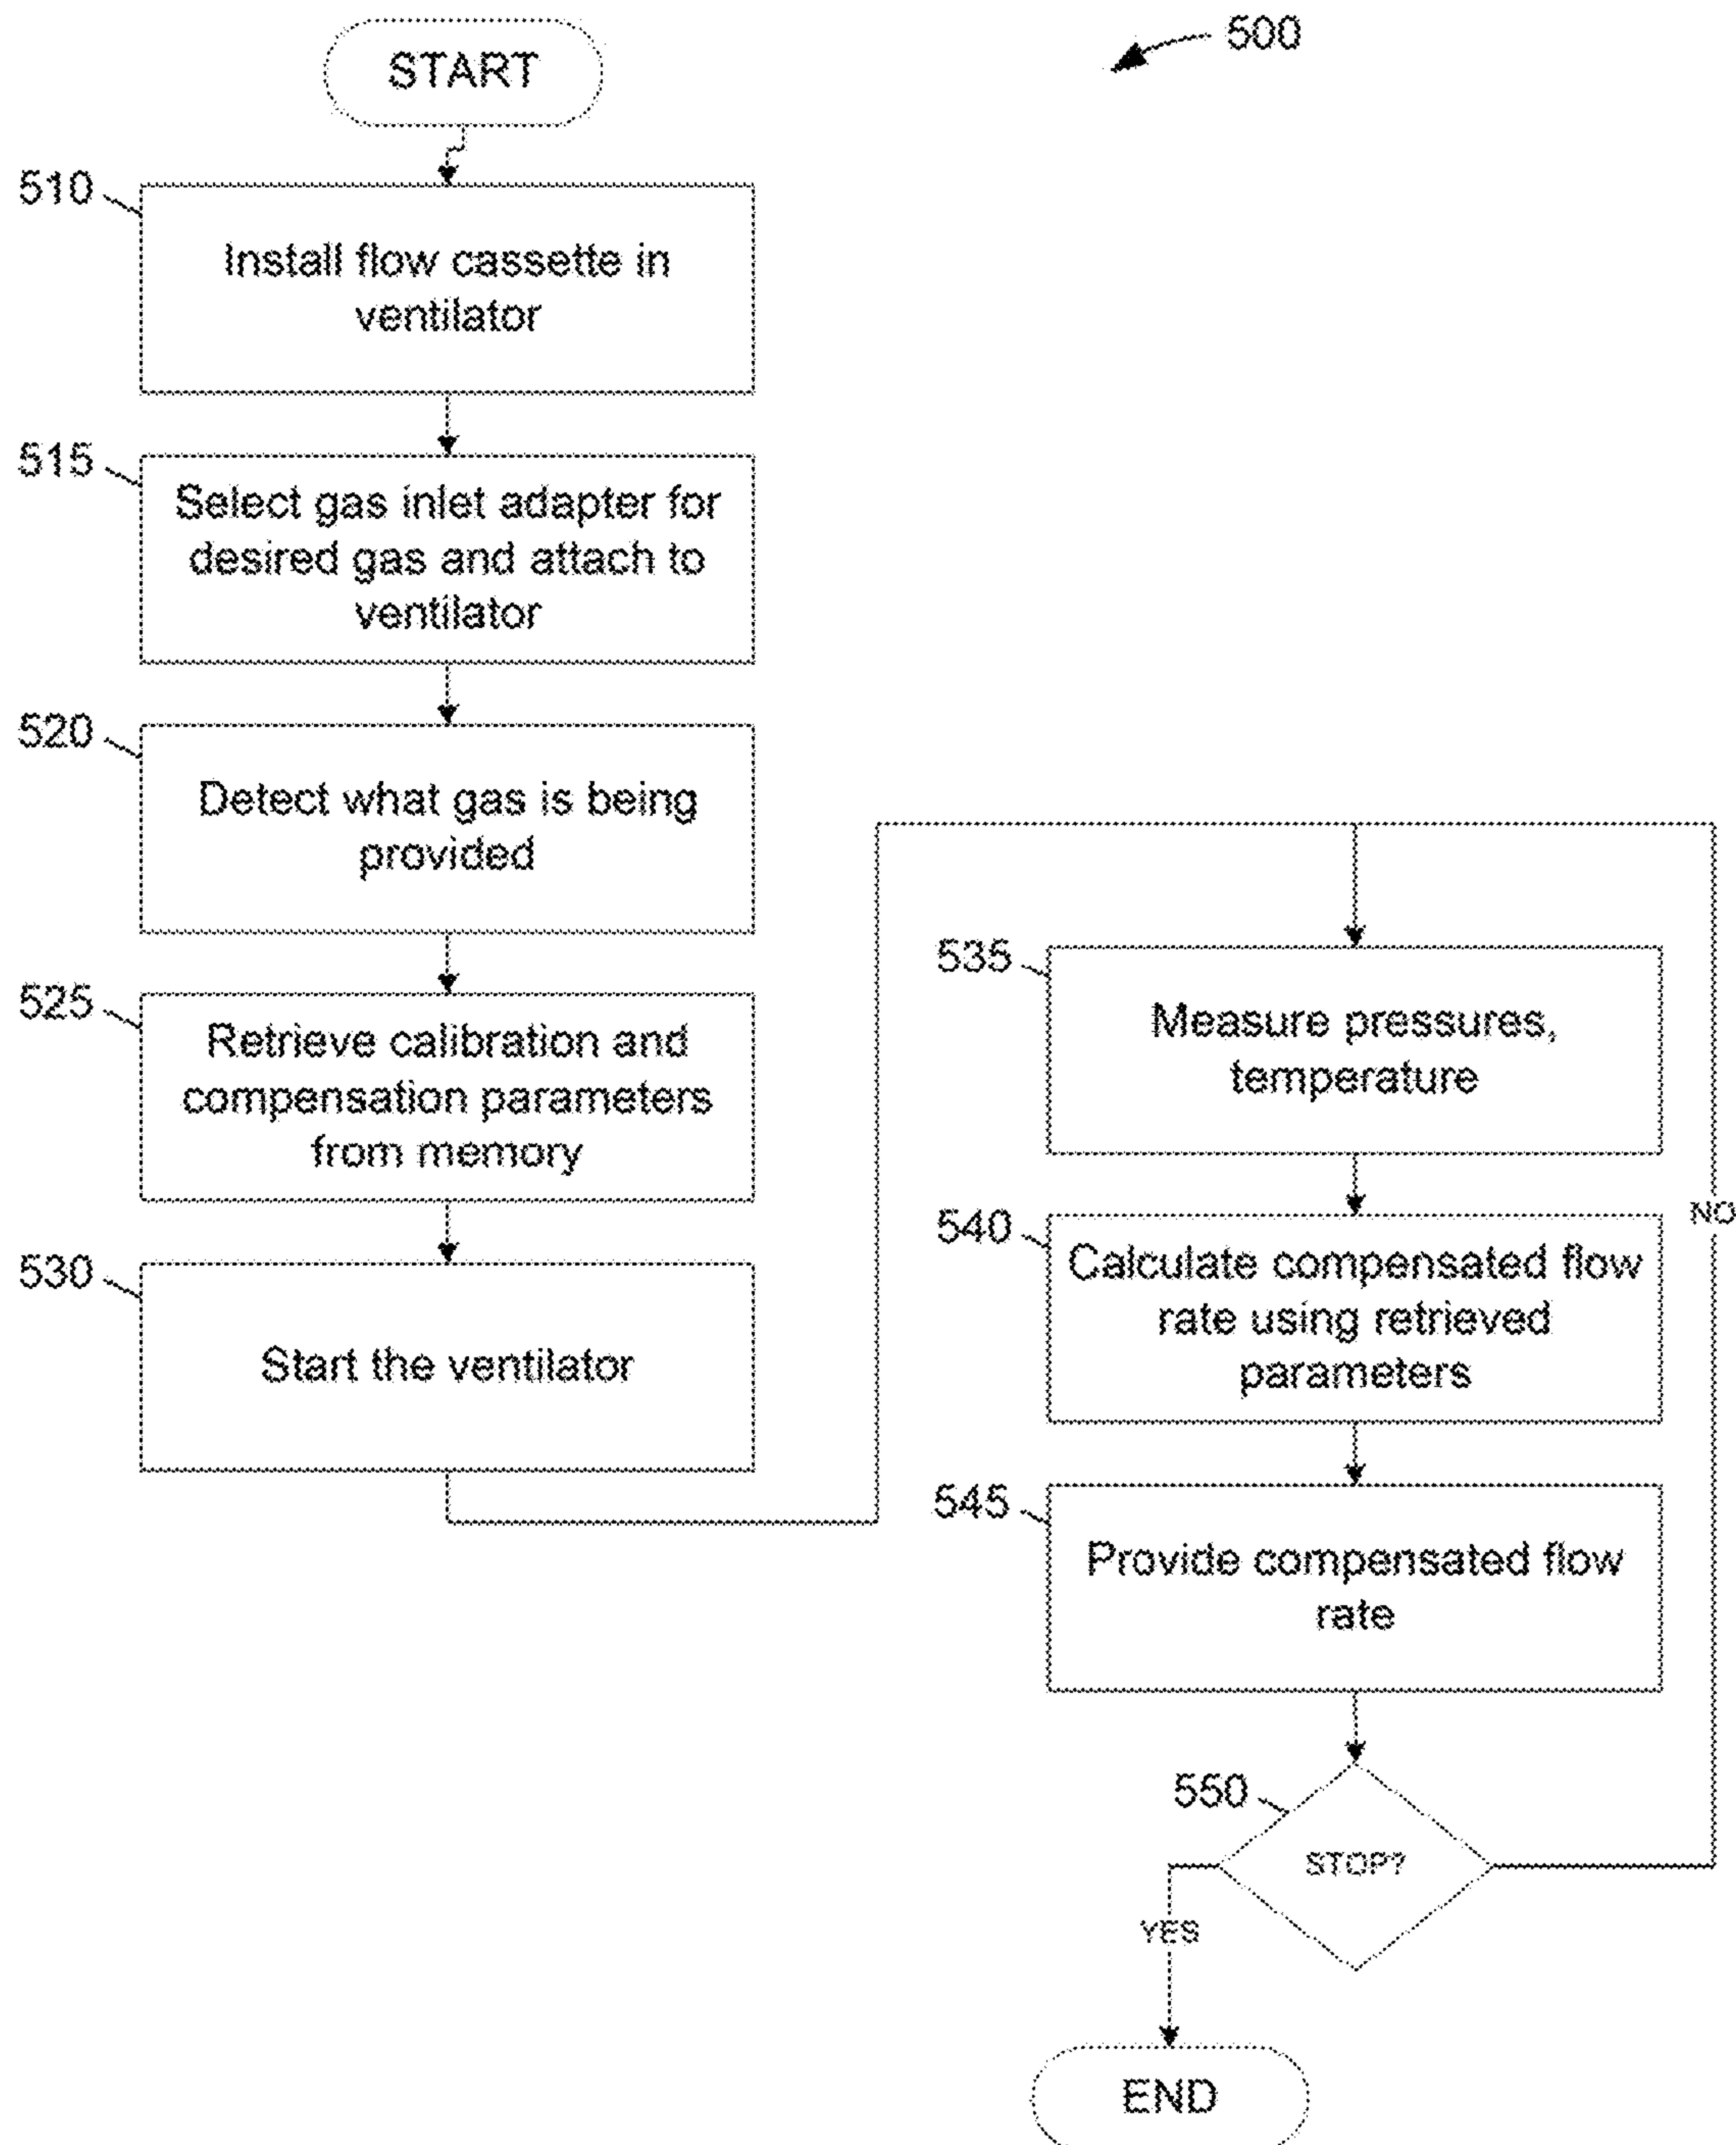 START
500
510
Install flow cassette in
ventilator
515
Select gas inlet adapter for
desired gas and attach to
ventilator
520
Detect what gas is being
provided
525
Retrieve calibration and
compensation parameters
from memory
530
Start the ventilator
535
Measure pressures,
temperature
NO
540
Calculate compensated flow
rate using retrieved
parameters
545
Provide compensated flow
rate
550
STOP?
YES
END